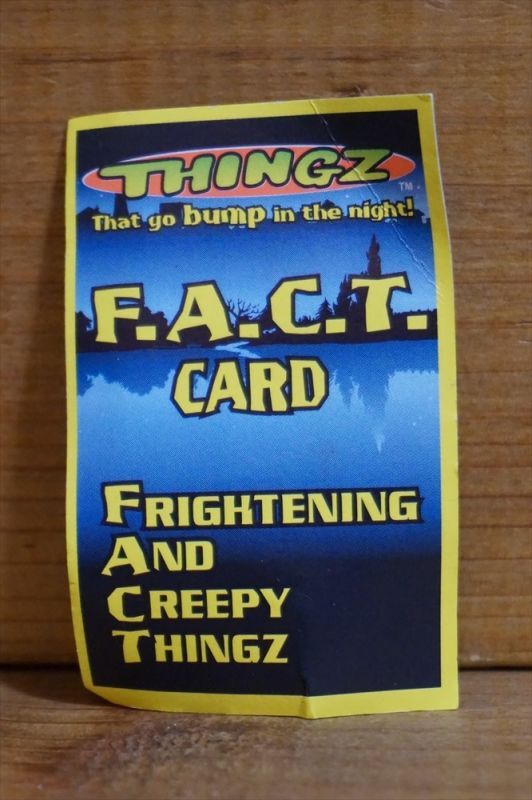 THINGZ
TM
That go bump in the night!
F.A.C.T.
CARD
FRIGHTENING
AND
CREEPY
THINGZ